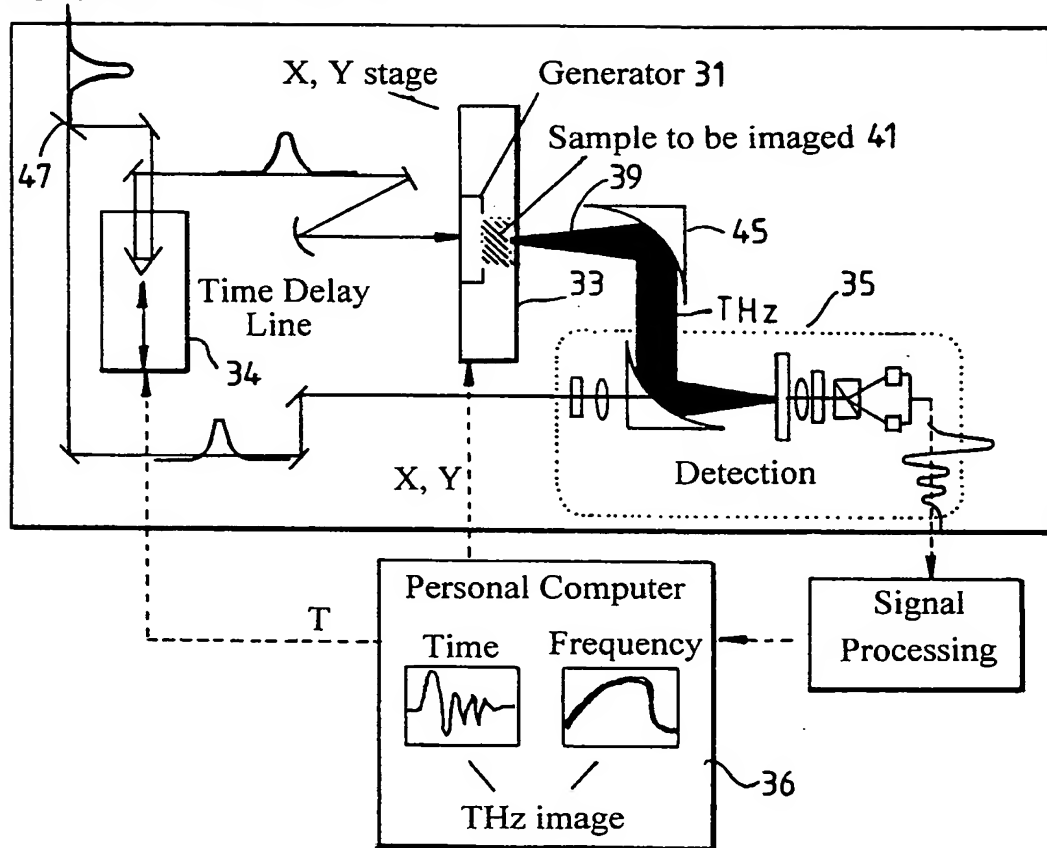 Generator 31
X, Y stage
Sample to be imaged 41
47
39
45
Time Delay
Line
33
THz
35
34
X, Y
Detection
Personal Computer
Signal
Processing
T
Time
Frequency
36
THz image